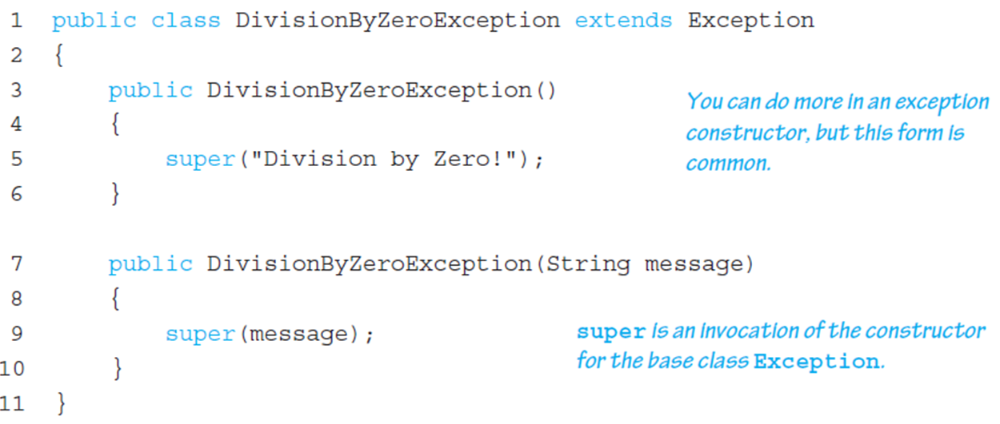 1 public class DivisionByZeroException extends Exception
2 {
3 public DivisionByZeroException()
4 {
5 super("Division by Zero!");
6 }
You can do more in an exception
constructor, but this form is
common.
7 public DivisionByZeroException(String message)
8 {
9 super(message);
10 }
11 }
super is an invocation of the constructor
for the base class Exception.